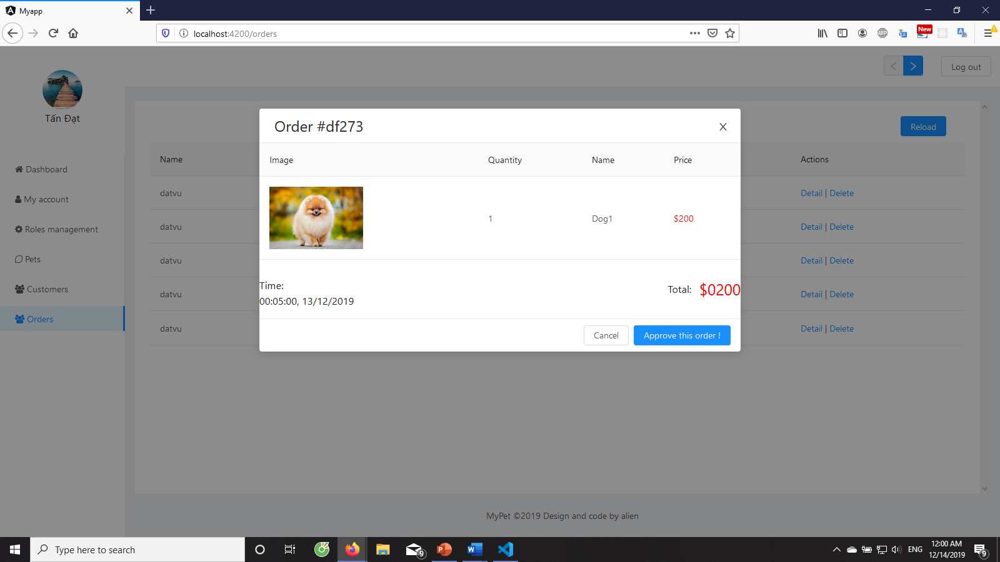 Myapp
localhost:4200/orders
ABP
New
Log out
Tấn Đạt
Order #df273
Reload
Name
Image
Quantity
Name
Price
Actions
Dashboard
My account
Roles management
Pets
Customers
Orders
datvu
Detail | Delete
datvu
1
Dog1
$200
Detail | Delete
datvu
Detail | Delete
datvu
Detail | Delete
datvu
Detail | Delete
Time:
00:05:00, 13/12/2019
Total: $0200
Cancel
Approve this order !
MyPet ©2019 Design and code by alien
Type here to search
9
ENG
12:00 AM
12/14/2019
9